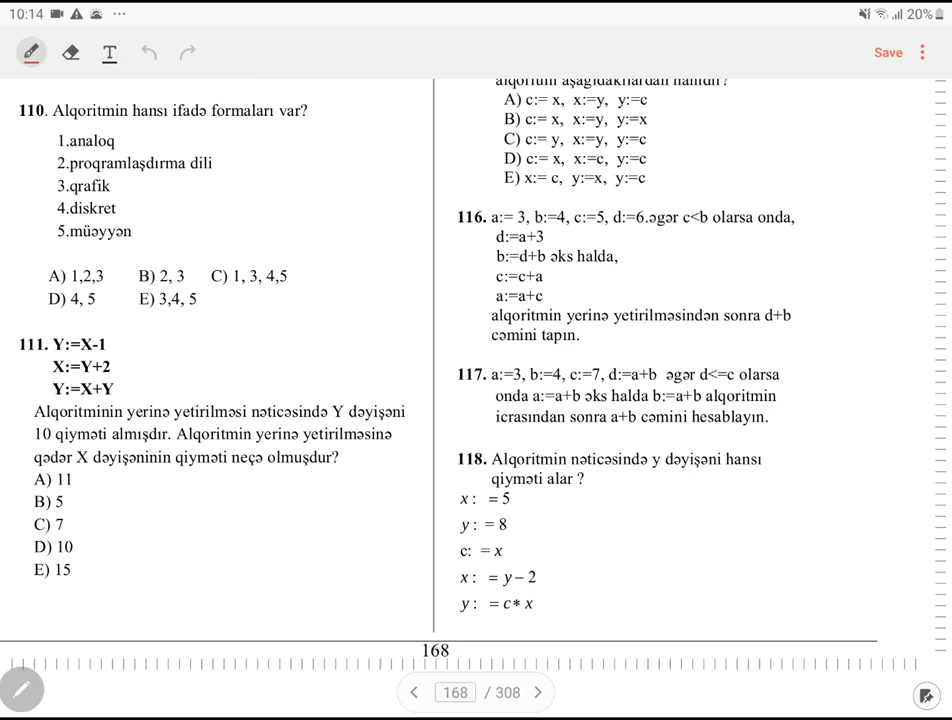 10:14 ... 20%
T Save
110. Alqoritmin hansı ifadə formaları var?
1.analoq
2.proqramlaşdırma dili
3.qrafik
4.diskret
5.müəyyən
A) 1,2,3 B) 2, 3 C) 1, 3, 4,5
D) 4, 5 E) 3,4, 5
111. Y:=X-1
X:=Y+2
Y:=X+Y
Alqoritminin yerinə yetirilməsi nəticəsində Y dəyişəni
10 qiyməti almışdır. Alqoritmin yerinə yetirilməsinə
qədər X dəyişəninin qiyməti neçə olmuşdur?
A) 11
B) 5
C) 7
D) 10
E) 15
alqoritm aşağıdakılardan hansıdır?
A) c:= x, x:=y, y:=c
B) c:= x, x:=y, y:=x
C) c:= y, x:=y, y:=c
D) c:= x, x:=c, y:=c
E) x:= c, y:=x, y:=c
116. a:= 3, b:=4, c:=5, d:=6.əgər c<b olarsa onda,
d:=a+3
b:=d+b əks halda,
c:=c+a
a:=a+c
alqoritmin yerinə yetirilməsindən sonra d+b
cəmini tapın.
117. a:=3, b:=4, c:=7, d:=a+b əgər d<=c olarsa
onda a:=a+b əks halda b:=a+b alqoritmin
icrasından sonra a+b cəmini hesablayın.
118. Alqoritmin nəticəsində y dəyişəni hansı
qiyməti alar ?
x : = 5
y : = 8
c: = x
x : = y − 2
y : = c * x
168
168 / 308